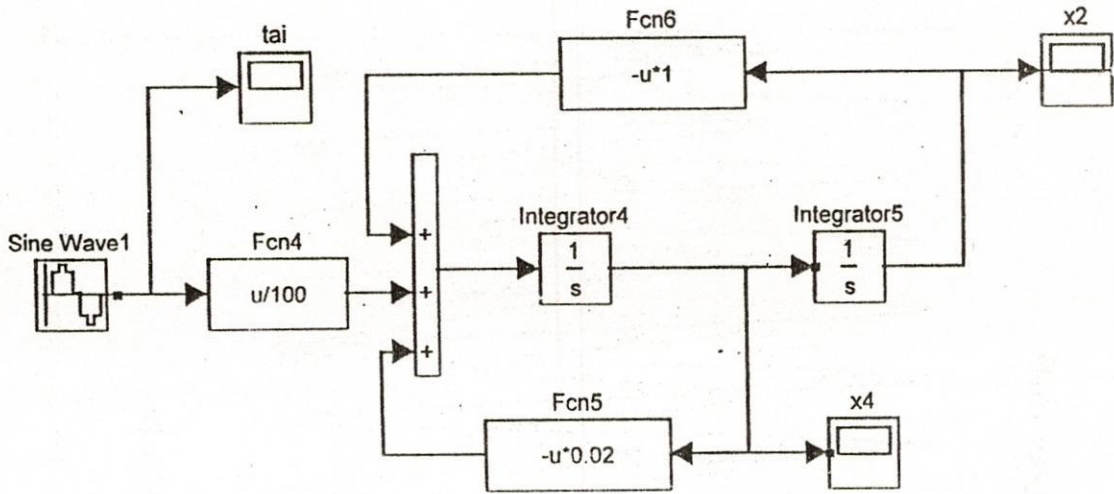 Fcn6
x2
tai
-u*1
Integrator4
Integrator5
Sine Wave1
Fcn4
+
1
s
1
s
u/100
+
+
Fcn5
x4
-u*0.02